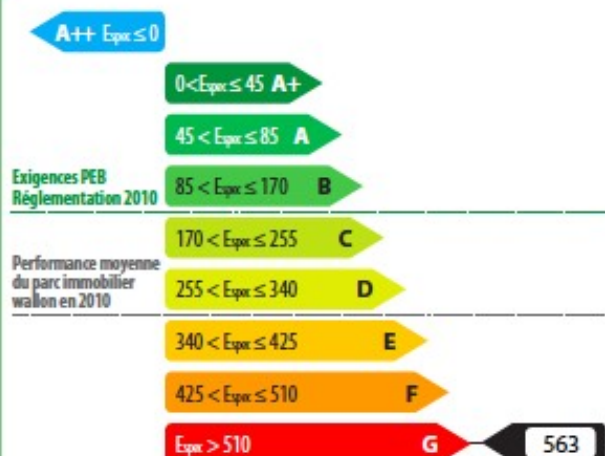 A++ Espec ≤ 0
0 < Espec ≤ 45 A+
45 < Espec ≤ 85 A
Exigences PEB
Réglementation 2010
85 < Espec ≤ 170 B
170 < Espec ≤ 255 C
Performance moyenne
du parc immobilier
wallon en 2010
255 < Espec ≤ 340 D
340 < Espec ≤ 425 E
425 < Espec ≤ 510 F
Espec > 510 G 563